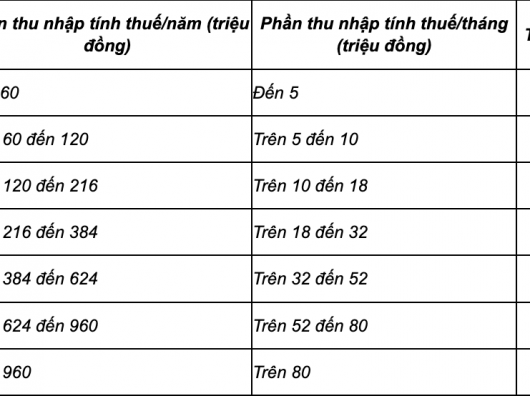 n thu nhập tính thuế/năm (triệu
đồng)
Phần thu nhập tính thuế/tháng
(triệu đồng)
T
60
Đến 5
60 đến 120
Trên 5 đến 10
120 đến 216
Trên 10 đến 18
216 đến 384
Trên 18 đến 32
384 đến 624
Trên 32 đến 52
624 đến 960
Trên 52 đến 80
960
Trên 80